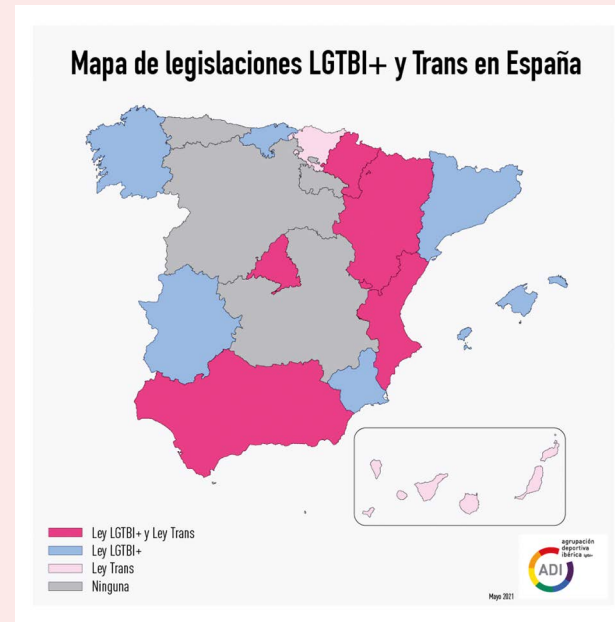 Mapa de legislaciones LGTBI+ y Trans en España
Ley LGTBI+ y Ley Trans
Ley LGTBI+
Ley Trans
Ninguna
Mayo 2021
agrupación
deportiva
ibérica
ADI